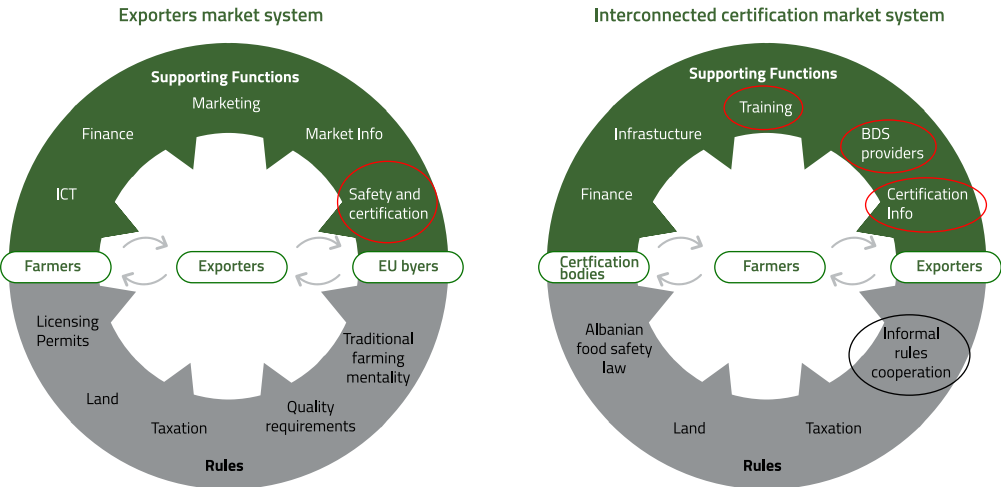 Exporters market system
Supporting Functions
Marketing
Finance
Market Info
ICT
Safety and
certification
Farmers
Exporters
EU byers
Licensing
Permits
Traditional
farming
mentality
Land
Quality
requirements
Taxation
Rules
Interconnected certification market system
Supporting Functions
Training
Infrastucture
BDS
providers
Finance
Certification
Info
Certfication
bodies
Farmers
Exporters
Albanian
food safety
law
Informal
rules
cooperation
Land
Taxation
Rules